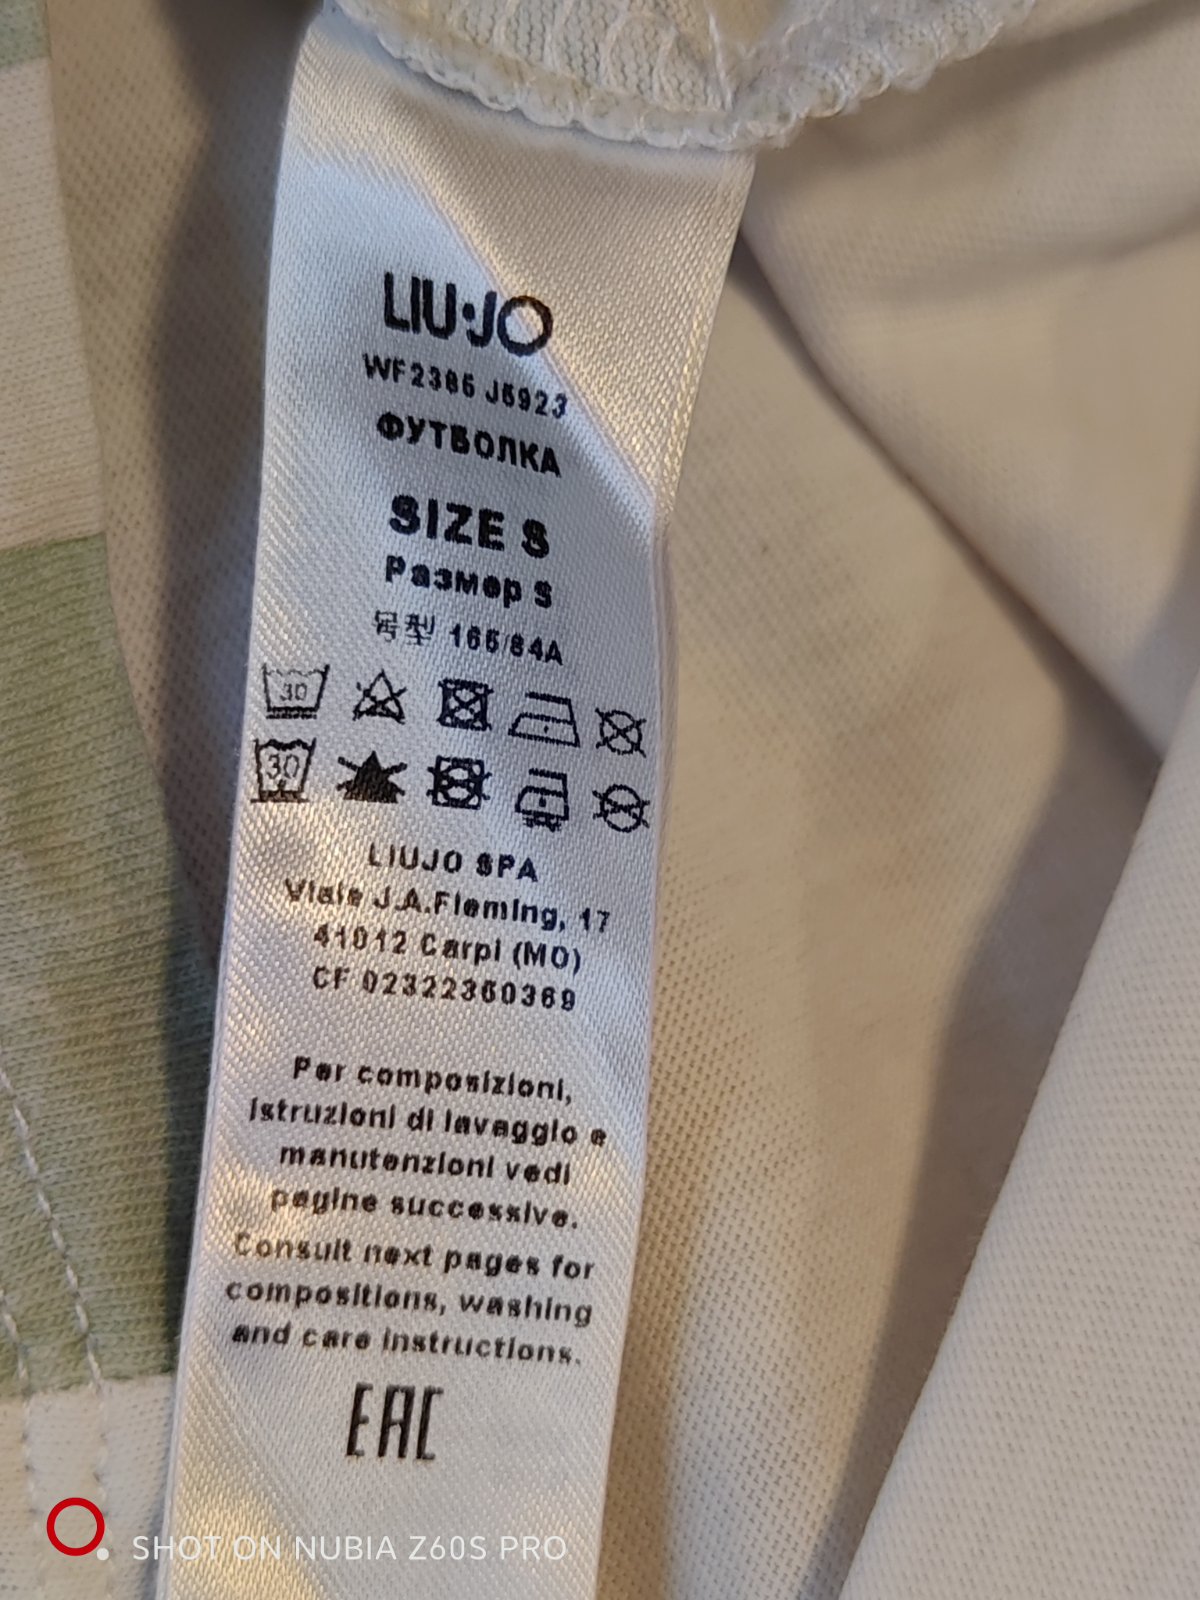 LIU·JO
WF2386 J5923
ФУТБОЛКА
SIZE S
Размер S
号型 165/84A
30
30
LIUJO SPA
Viale J.A.Fleming, 17
41012 Carpi (MO)
CF 02322360369
Per composizioni,
istruzioni di lavaggio e
manutenzioni vedi
pagine successive.
Consult next pages for
compositions, washing
and care instructions.
EAC
SHOT ON NUBIA Z60S PRO